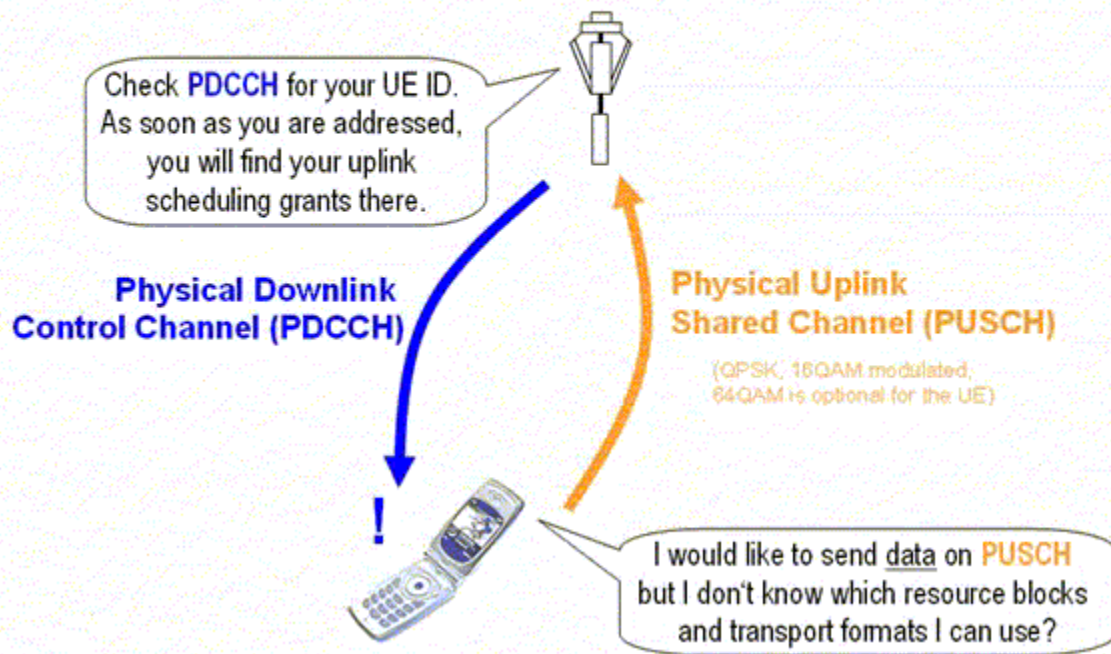 Check PDCCH for your UE ID.
As soon as you are addressed,
you will find your uplink
scheduling grants there.
Physical Downlink
Control Channel (PDCCH)
Physical Uplink
Shared Channel (PUSCH)
(QPSK, 16QAM modulated,
64QAM is optional for the UE)
!
I would like to send data on PUSCH
but I don't know which resource blocks
and transport formats I can use?